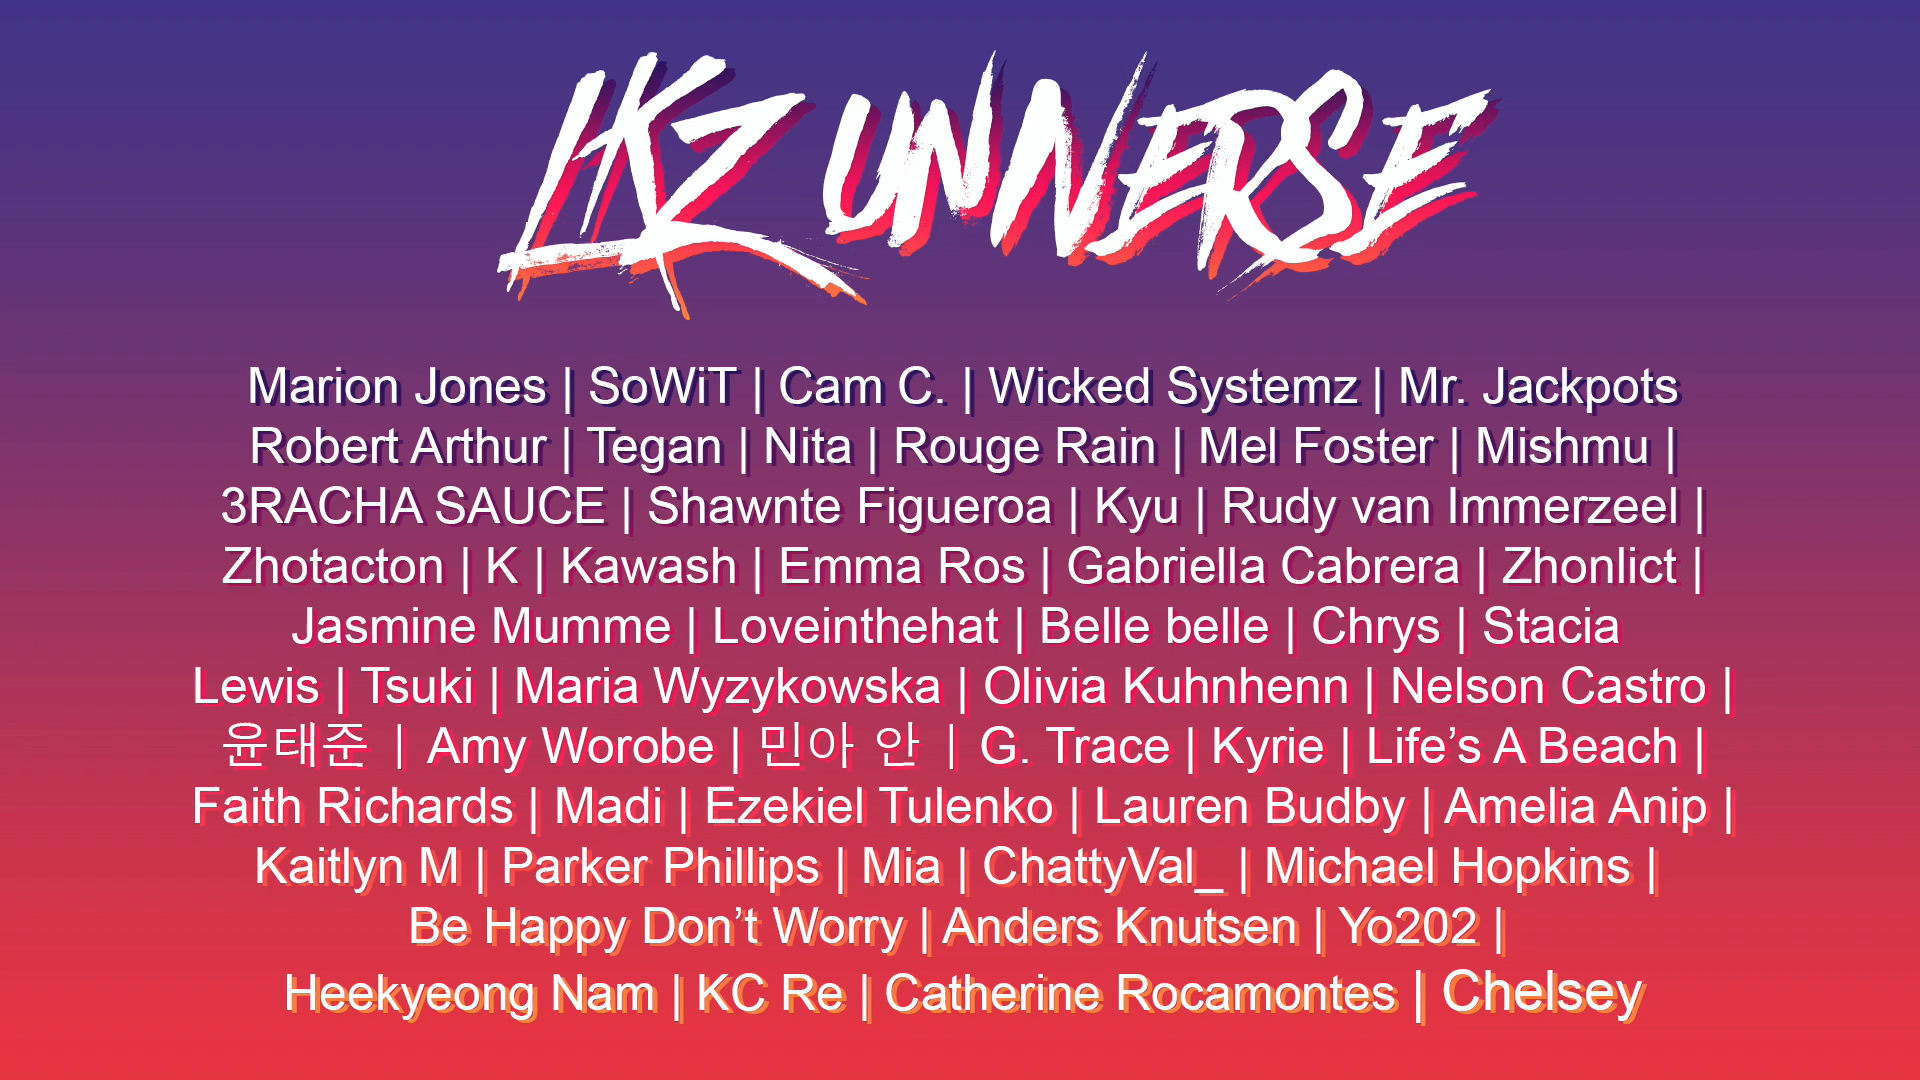 LKZ UNIVERSE
Marion Jones | SoWiT | Cam C. | Wicked Systemz | Mr. Jackpots
Robert Arthur | Tegan | Nita | Rouge Rain | Mel Foster | Mishmu |
3RACHA SAUCE | Shawnte Figueroa | Kyu | Rudy van Immerzeel |
Zhotacton | K | Kawash | Emma Ros | Gabriella Cabrera | Zhonlict |
Jasmine Mumme | Loveinthehat | Belle belle | Chrys | Stacia
Lewis | Tsuki | Maria Wyzykowska | Olivia Kuhnhenn | Nelson Castro |
윤태준 | Amy Worobe | 민아 안 | G. Trace | Kyrie | Life’s A Beach |
Faith Richards | Madi | Ezekiel Tulenko | Lauren Budby | Amelia Anip |
Kaitlyn M | Parker Phillips | Mia | ChattyVal_ | Michael Hopkins |
Be Happy Don’t Worry | Anders Knutsen | Yo202 |
Heekyeong Nam | KC Re | Catherine Rocamontes | Chelsey